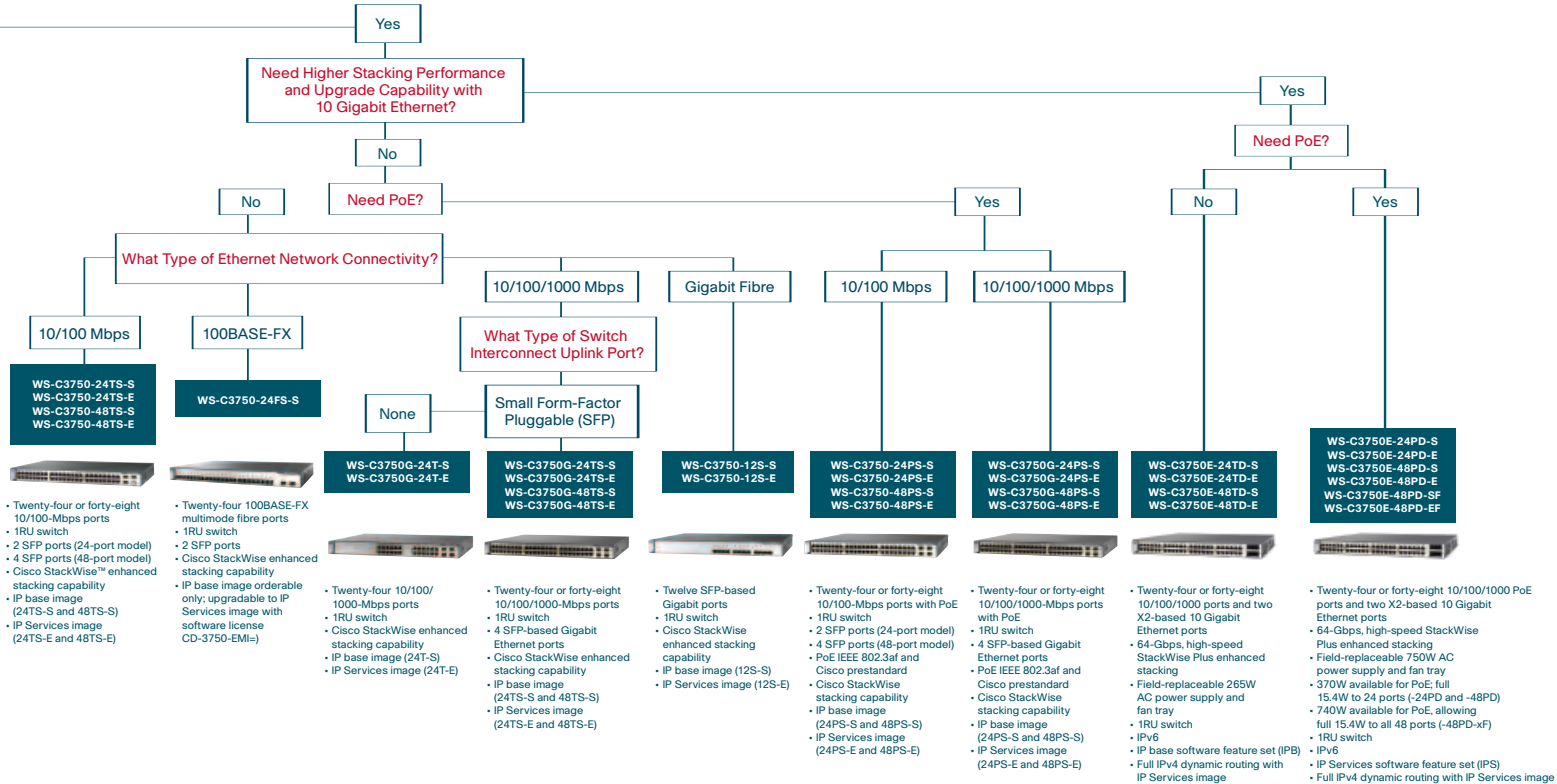 Yes
Need Higher Stacking Performance
and Upgrade Capability with
10 Gigabit Ethernet?
Yes
No
Need PoE?
Need PoE?
No
Yes
No
Yes
What Type of Ethernet Network Connectivity?
10/100/1000 Mbps
Gigabit Fibre
10/100 Mbps
10/100/1000 Mbps
10/100 Mbps
100BASE-FX
What Type of Switch
Interconnect Uplink Port?
None
Small Form-Factor
Pluggable (SFP)
WS-C3750-24TS-S
WS-C3750-24TS-E
WS-C3750-48TS-S
WS-C3750-48TS-E
• Twenty-four or forty-eight
10/100-Mbps ports
• 1RU switch
• 2 SFP ports (24-port model)
• 4 SFP ports (48-port model)
• Cisco StackWise™ enhanced
stacking capability
• IP base image
(24TS-S and 48TS-S)
• IP Services image
(24TS-E and 48TS-E)
WS-C3750-24FS-S
• Twenty-four 100BASE-FX
multimode fibre ports
• 1RU switch
• 2 SFP ports
• Cisco StackWise enhanced
stacking capability
• IP base image orderable
only; upgradable to IP
Services image with
software license
CD-3750-EMI=)
WS-C3750G-24T-S
WS-C3750G-24T-E
• Twenty-four 10/100/
1000-Mbps ports
• 1RU switch
• Cisco StackWise enhanced
stacking capability
• IP base image (24T-S)
• IP Services image (24T-E)
WS-C3750G-24TS-S
WS-C3750G-24TS-E
WS-C3750G-48TS-S
WS-C3750G-48TS-E
• Twenty-four or forty-eight
10/100/1000-Mbps ports
• 1RU switch
• 4 SFP-based Gigabit
Ethernet ports
• Cisco StackWise enhanced
stacking capability
• IP base image
(24TS-S and 48TS-S)
• IP Services image
(24TS-E and 48TS-E)
WS-C3750-12S-S
WS-C3750-12S-E
• Twelve SFP-based
Gigabit ports
• 1RU switch
• Cisco StackWise
enhanced stacking
capability
• IP base image (12S-S)
• IP Services image (12S-E)
WS-C3750-24PS-S
WS-C3750-24PS-E
WS-C3750-48PS-S
WS-C3750-48PS-E
• Twenty-four or forty-eight
10/100-Mbps ports with PoE
• 1RU switch
• 2 SFP ports (24-port model)
• 4 SFP ports (48-port model)
• PoE IEEE 802.3af and
Cisco prestandard
• Cisco StackWise
stacking capability
• IP base image
(24PS-S and 48PS-S)
• IP Services image
(24PS-E and 48PS-E)
WS-C3750G-24PS-S
WS-C3750G-24PS-E
WS-C3750G-48PS-S
WS-C3750G-48PS-E
• Twenty-four or forty-eight
10/100/1000-Mbps ports
with PoE
• 1RU switch
• 4 SFP-based Gigabit
Ethernet ports
• PoE IEEE 802.3af and
Cisco prestandard
• Cisco StackWise
stacking capability
• IP base image
(24PS-S and 48PS-S)
• IP Services image
(24PS-E and 48PS-E)
WS-C3750E-24TD-S
WS-C3750E-24TD-E
WS-C3750E-48TD-S
WS-C3750E-48TD-E
• Twenty-four or forty-eight
10/100/1000 ports and two
X2-based 10 Gigabit
Ethernet ports
• 64-Gbps, high-speed
StackWise Plus enhanced
stacking
• Field-replaceable 265W
AC power supply and
fan tray
• 1RU switch
• IPv6
• IP base software feature set (IPB)
• Full IPv4 dynamic routing with
IP Services image
WS-C3750E-24PD-S
WS-C3750E-24PD-E
WS-C3750E-48PD-S
WS-C3750E-48PD-E
WS-C3750E-48PD-SF
WS-C3750E-48PD-EF
• Twenty-four or forty-eight 10/100/1000 PoE
ports and two X2-based 10 Gigabit
Ethernet ports
• 64-Gbps, high-speed StackWise
Plus enhanced stacking
• Field-replaceable 750W AC
power supply and fan tray
• 370W available for PoE; full
15.4W to 24 ports (-24PD and -48PD)
• 740W available for PoE, allowing
full 15.4W to all 48 ports (-48PD-xF)
• 1RU switch
• IPv6
• IP Services software feature set (IPS)
• Full IPv4 dynamic routing with IP Services image